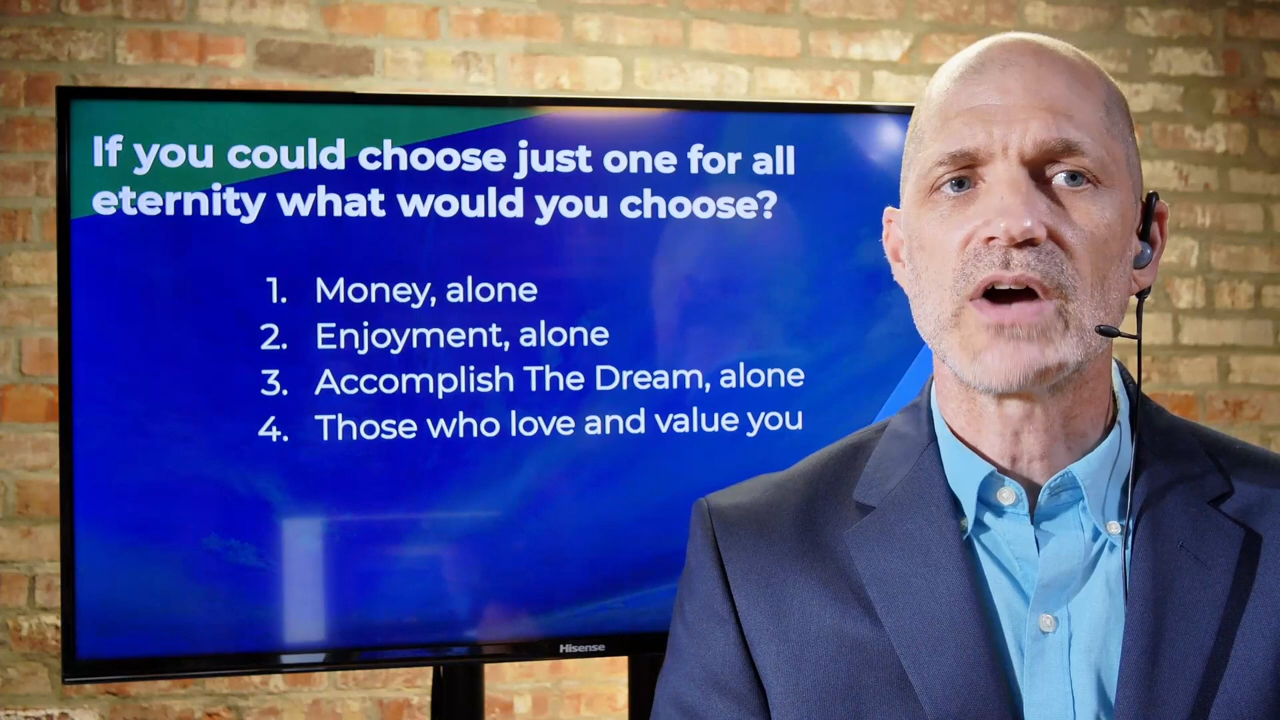 If you could choose just one for all
eternity what would you choose?
1. Money, alone
2. Enjoyment, alone
3. Accomplish The Dream, alone
4. Those who love and value you
Hisense